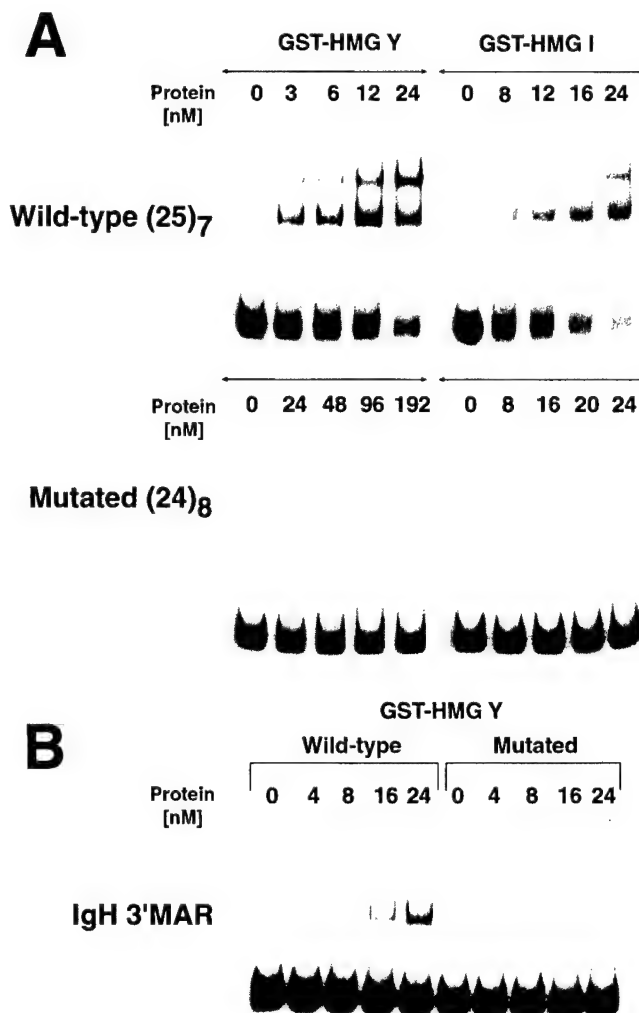 A
GST-HMG Y GST-HMG I
Protein [nM] 0 3 6 12 24 0 8 12 16 24
Wild-type (25)7
Protein [nM] 0 24 48 96 192 0 8 16 20 24
Mutated (24)8
B
GST-HMG Y
Wild-type Mutated
Protein [nM] 0 4 8 16 24 0 4 8 16 24
IgH 3'MAR